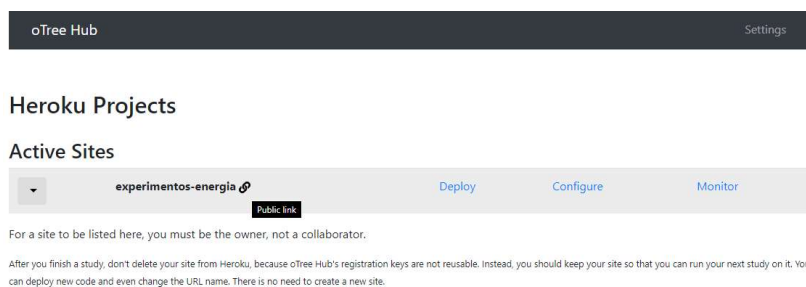 oTree Hub Settings
Heroku Projects
Active Sites
experimentos-energia Deploy Configure Monitor
Public link
For a site to be listed here, you must be the owner, not a collaborator.
After you finish a study, don't delete your site from Heroku, because oTree Hub's registration keys are not reusable. Instead, you should keep your site so that you can run your next study on it.
can deploy new code and even change the URL name. There is no need to create a new site.